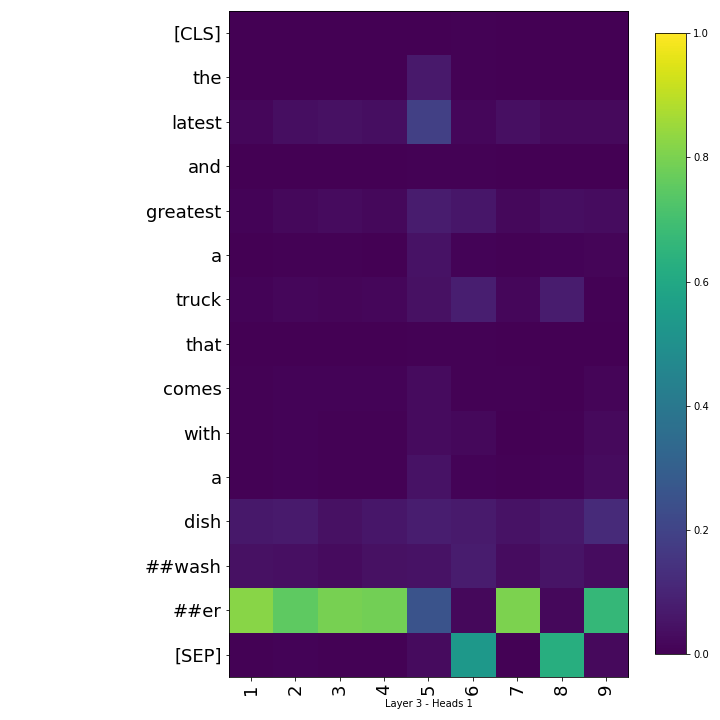 [CLS]
the
latest
and
greatest
a
truck
that
comes
with
a
dish
##wash
##er
[SEP]
1 2 3 4 5 6 7 8 9
Layer 3 - Heads 1
1.0
0.8
0.6
0.4
0.2
0.0